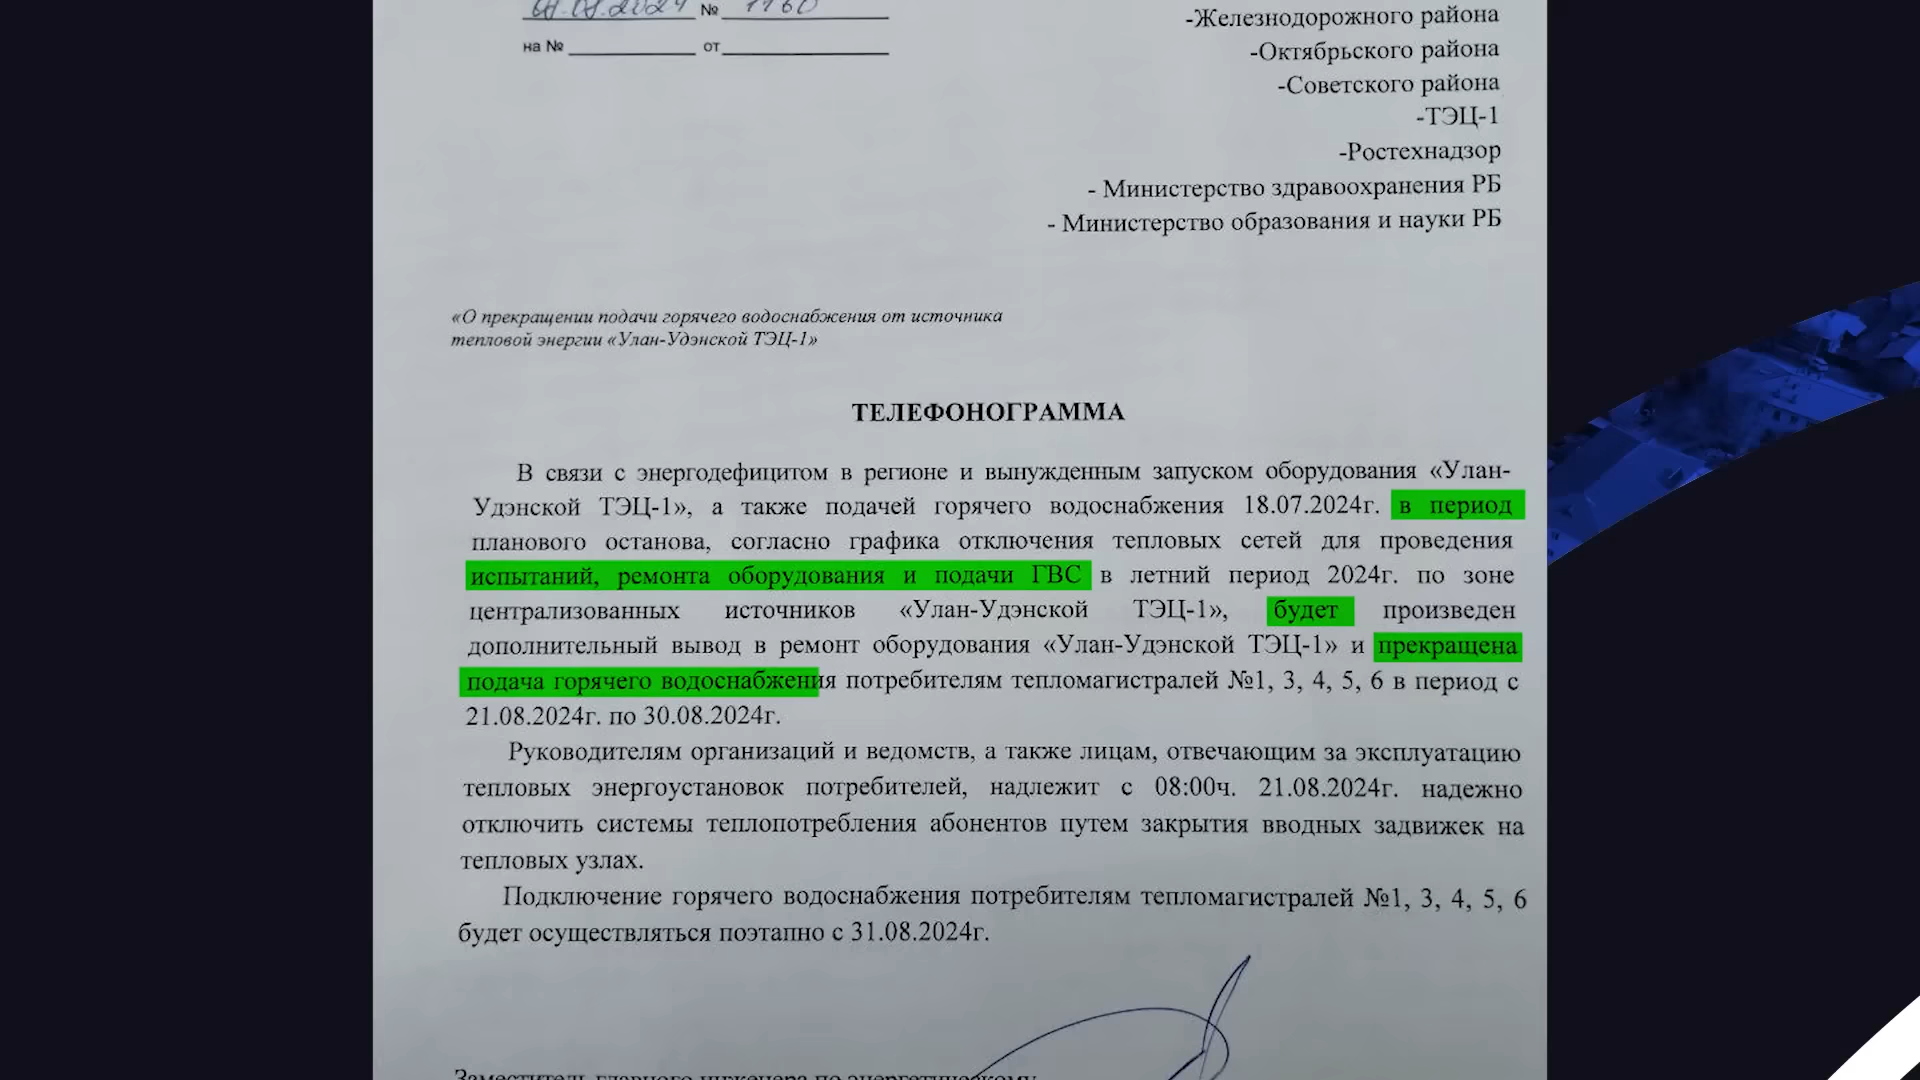 № 1160
на № от
-Железнодорожного района
-Октябрьского района
-Советского района
-ТЭЦ-1
-Ростехнадзор
- Министерство здравоохранения РБ
- Министерство образования и науки РБ
«О прекращении подачи горячего водоснабжения от источника
тепловой энергии «Улан-Удэнской ТЭЦ-1»
ТЕЛЕФОНОГРАММА
В связи с энергодефицитом в регионе и вынужденным запуском оборудования «Улан-
Удэнской ТЭЦ-1», а также подачей горячего водоснабжения 18.07.2024г. в период
планового останова, согласно графика отключения тепловых сетей для проведения
испытаний, ремонта оборудования и подачи ГВС в летний период 2024г. по зоне
централизованных источников «Улан-Удэнской ТЭЦ-1», будет произведен
дополнительный вывод в ремонт оборудования «Улан-Удэнской ТЭЦ-1» и прекращена
подача горячего водоснабжения потребителям тепломагистралей №1, 3, 4, 5, 6 в период с
21.08.2024г. по 30.08.2024г.
Руководителям организаций и ведомств, а также лицам, отвечающим за эксплуатацию
тепловых энергоустановок потребителей, надлежит с 08:00ч. 21.08.2024г. надежно
отключить системы теплопотребления абонентов путем закрытия вводных задвижек на
тепловых узлах.
Подключение горячего водоснабжения потребителям тепломагистралей №1, 3, 4, 5, 6
будет осуществляться поэтапно с 31.08.2024г.
Заместитель главного инженера по энергетическому